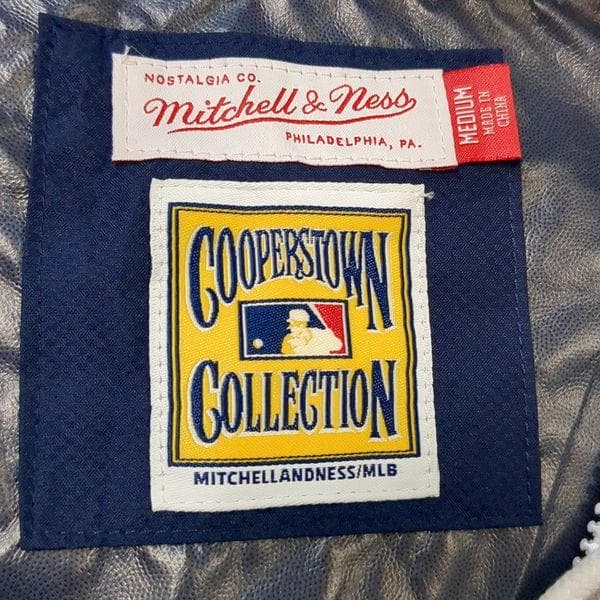 NOSTALGIA CO.
Mitchell & Ness
PHILADELPHIA, PA.
MEDIUM
MADE IN
CHINA
COOPERSTOWN
COLLECTION
MITCHELLANDNESS/MLB